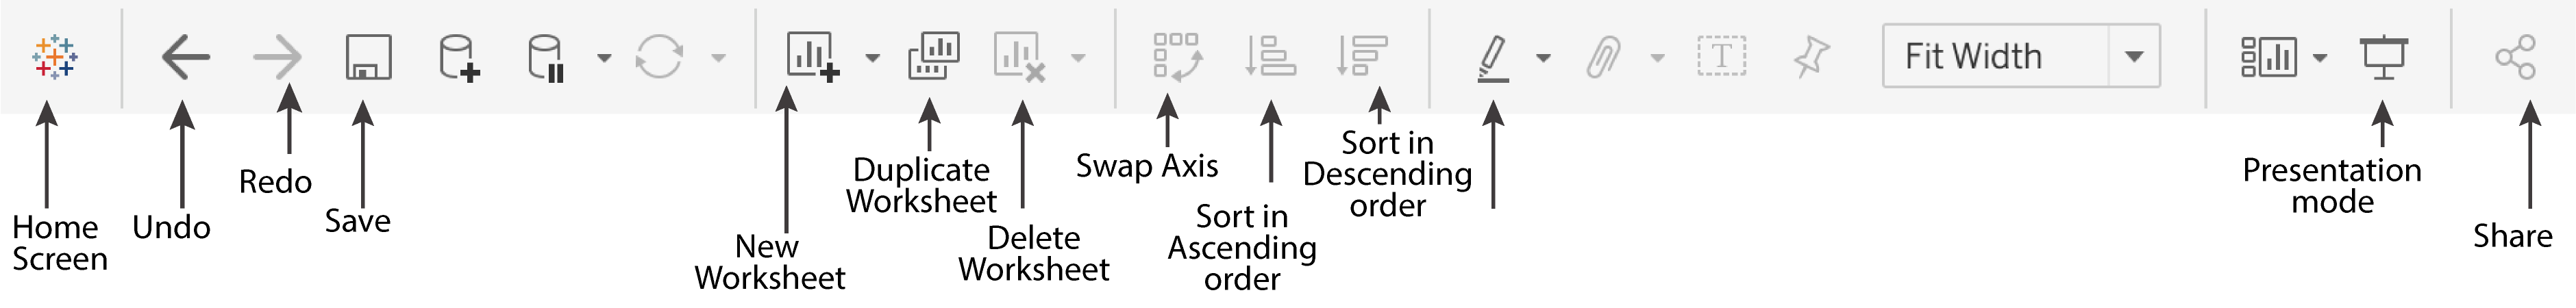 T
Fit Width
Home
Screen
Undo
Redo
Save
New
Worksheet
Duplicate
Worksheet
Delete
Worksheet
Swap Axis
Sort in
Ascending
order
Sort in
Descending
order
Presentation
mode
Share